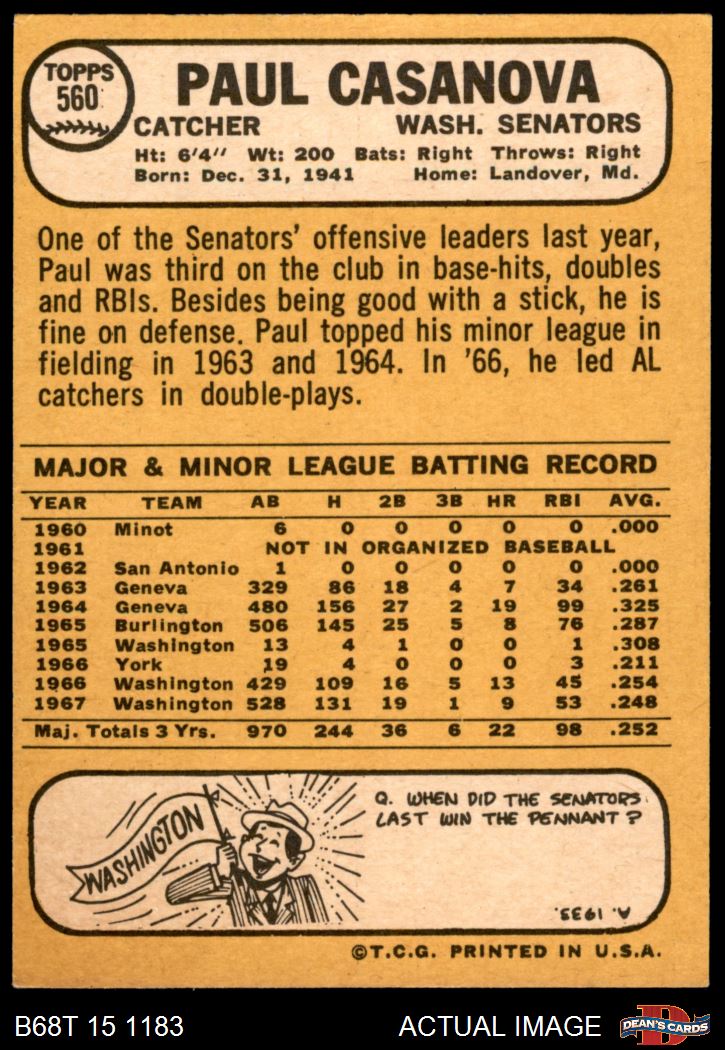 TOPPS
560
PAUL CASANOVA
CATCHER WASH. SENATORS
Ht: 6'4" Wt: 200 Bats: Right Throws: Right
Born: Dec. 31, 1941 Home: Landover, Md.
One of the Senators' offensive leaders last year,
Paul was third on the club in base-hits, doubles
and RBIs. Besides being good with a stick, he is
fine on defense. Paul topped his minor league in
fielding in 1963 and 1964. In '66, he led AL
catchers in double-plays.
MAJOR & MINOR LEAGUE BATTING RECORD
YEAR TEAM AB H 2B 3B HR RBI AVG.
1960 Minot 6 0 0 0 0 0 .000
1961 NOT IN ORGANIZED BASEBALL
1962 San Antonio 1 0 0 0 0 0 .000
1963 Geneva 329 86 18 4 7 34 .261
1964 Geneva 480 156 27 2 19 99 .325
1965 Burlington 506 145 25 5 8 76 .287
1965 Washington 13 4 1 0 0 1 .308
1966 York 19 4 0 0 0 3 .211
1966 Washington 429 109 16 5 13 45 .254
1967 Washington 528 131 19 1 9 53 .248
Maj. Totals 3 Yrs. 970 244 36 6 22 98 .252
WASHINGTON
Q. WHEN DID THE SENATORS
LAST WIN THE PENNANT?
A. 1933.
©T.C.G. PRINTED IN U.S.A.
B68T 15 1183 ACTUAL IMAGE
D
DEAN'S CARDS